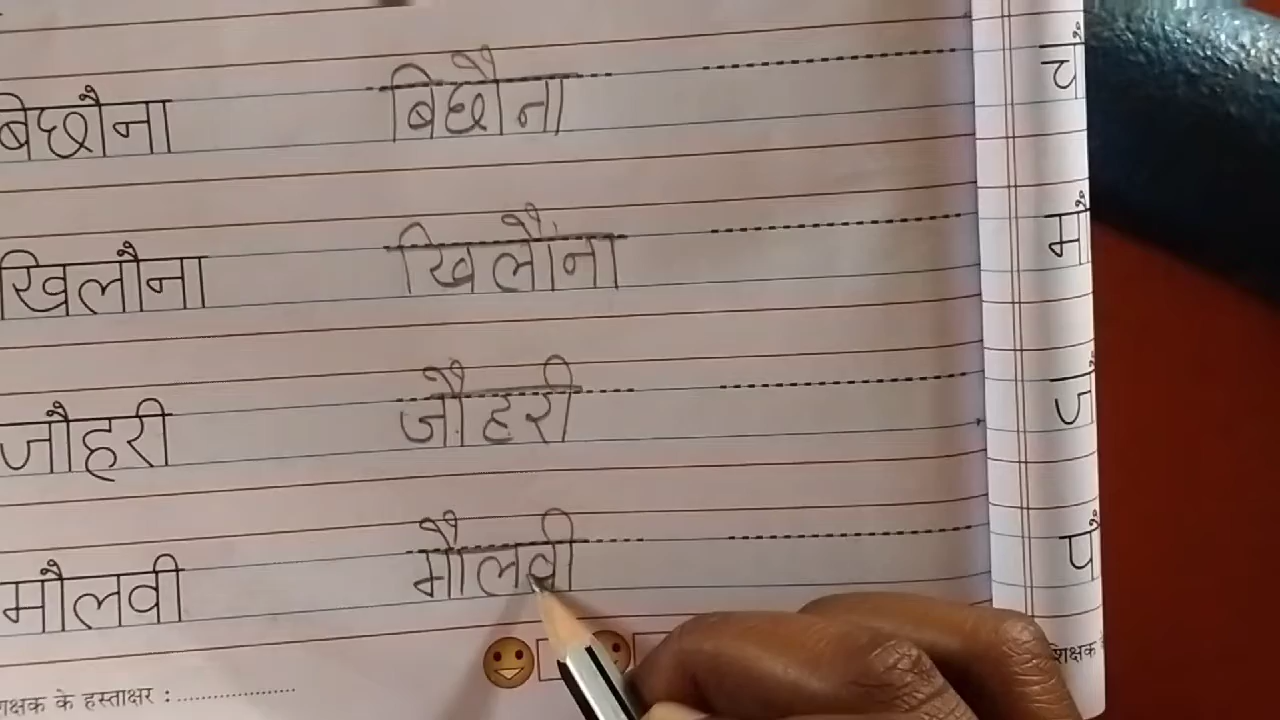 बिछौना बिछौना
खिलौना खिलौना
जौहरी जौहरी
मौलवी मौलवी
के हस्ताक्षर :
शिक्षक